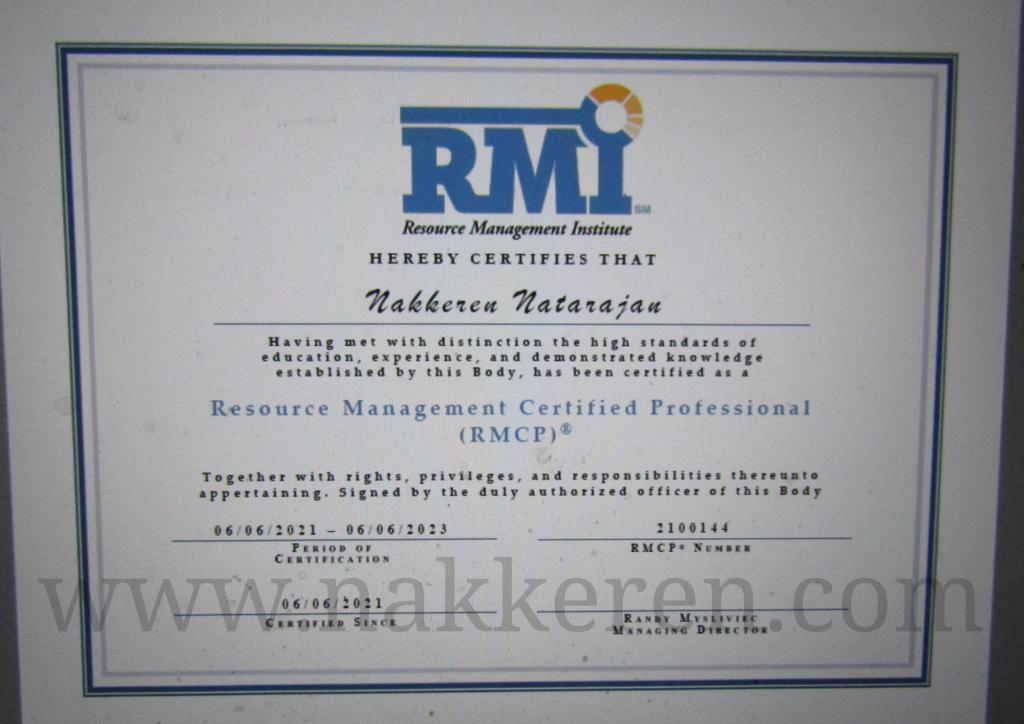 RMI
SM
Resource Management Institute
HEREBY CERTIFIES THAT
Nakkeren Natarajan
Having met with distinction the high standards of
education, experience, and demonstrated knowledge
established by this Body, has been certified as a
Resource Management Certified Professional
(RMCP)®
Together with rights, privileges, and responsibilities thereunto
appertaining. Signed by the duly authorized officer of this Body
06/06/2021 – 06/06/2023
PERIOD OF
CERTIFICATION
2100144
RMCP® NUMBER
06/06/2021
CERTIFIED SINCE
RANDY MYSLIVIEC
MANAGING DIRECTOR
www.nakkeren.com